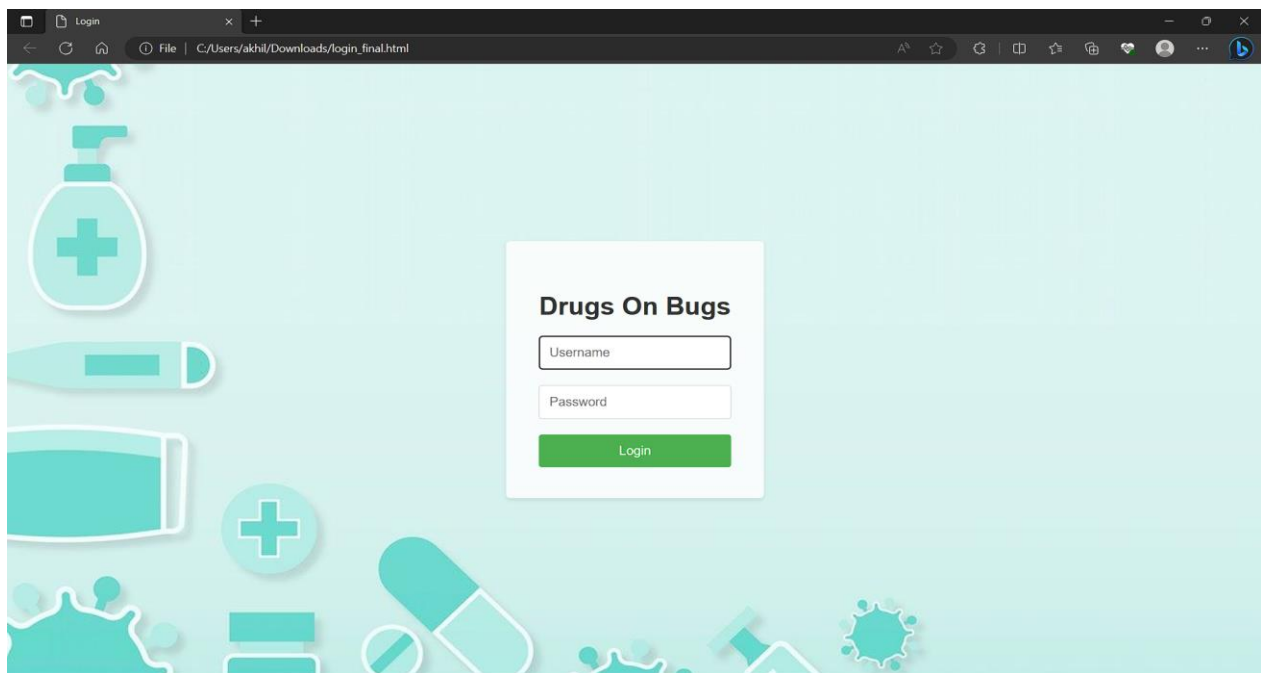 Login
File | C:/Users/akhil/Downloads/login_final.html
Drugs On Bugs
Username
Password
Login